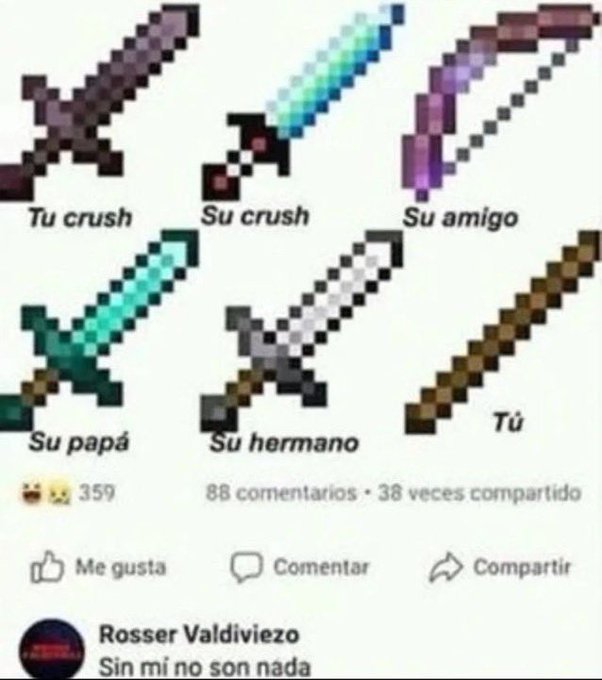 Tu crush
Su crush
Su amigo
Su papá
Su hermano
Tú
359
88 comentarios • 38 veces compartido
Me gusta
Comentar
Compartir
Rosser Valdiviezo
Sin mí no son nada